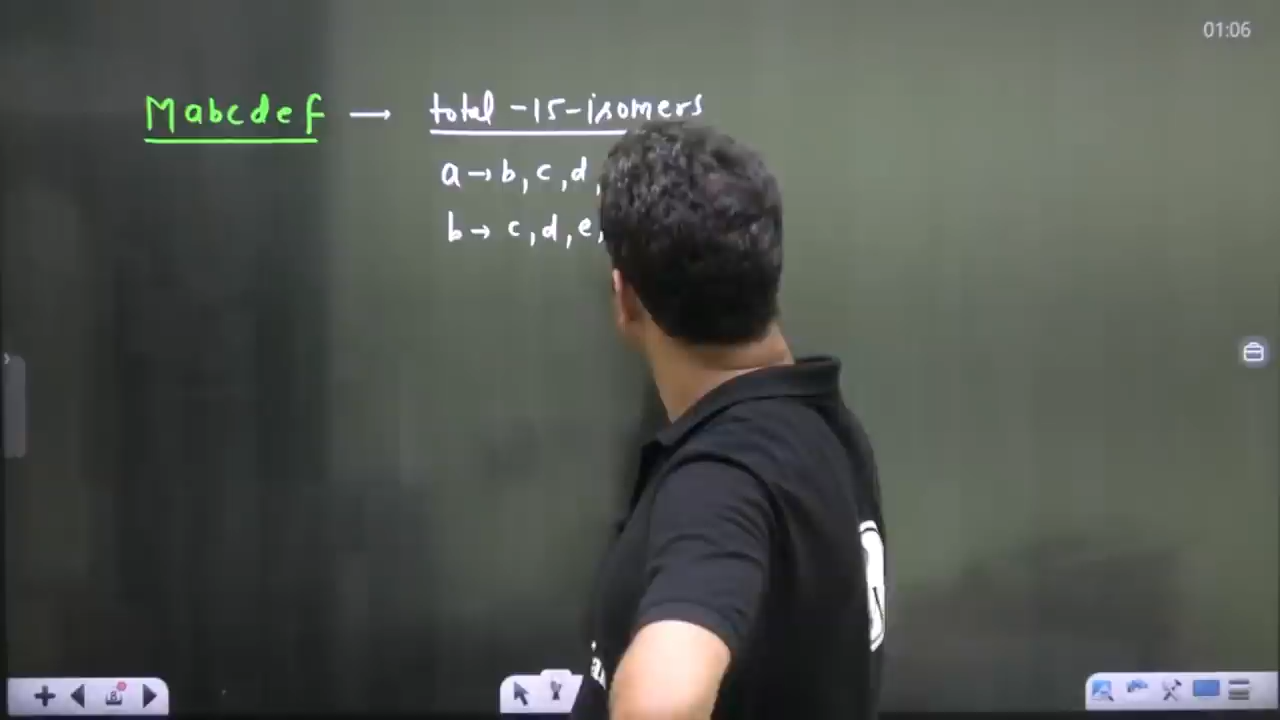 01:06
Mabcdef → total -15-isomers
a → b, c, d,
b → c, d, e,